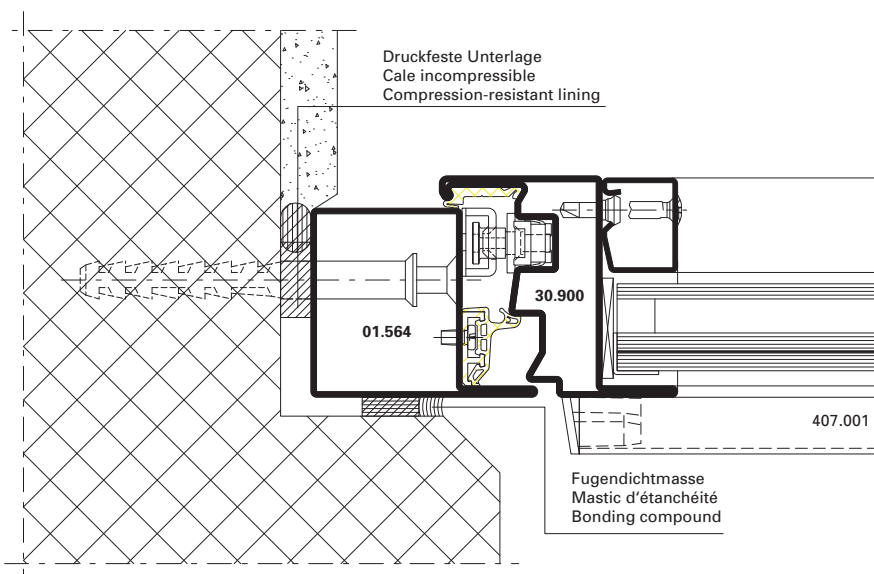 Druckfeste Unterlage
Cale incompressible
Compression-resistant lining
30.900
01.564
407.001
Fugendichtmasse
Mastic d‘étanchéité
Bonding compound